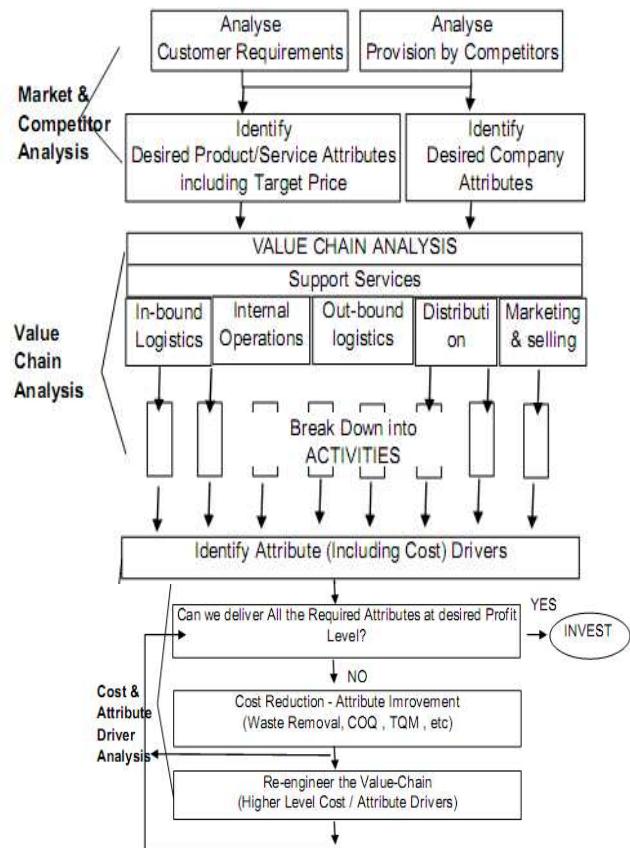 Analyse
Customer Requirements
Analyse
Provision by Competitors
Market &
Competitor
Analysis
Identify
Desired Product/Service Attributes
including Target Price
Identify
Desired Company
Attributes
VALUE CHAIN ANALYSIS
Support Services
In-bound
Logistics
Internal
Operations
Out-bound
logistics
Distributi
on
Marketing
& selling
Value
Chain
Analysis
Break Down into
ACTIVITIES
Identify Attribute (Including Cost) Drivers
Can we deliver All the Required Attributes at desired Profit
Level?
YES
INVEST
NO
Cost &
Attribute
Driver
Analysis
Cost Reduction - Attribute Imrovement
(Waste Removal, COQ , TQM , etc)
Re-engineer the Value-Chain
(Higher Level Cost / Attribute Drivers)